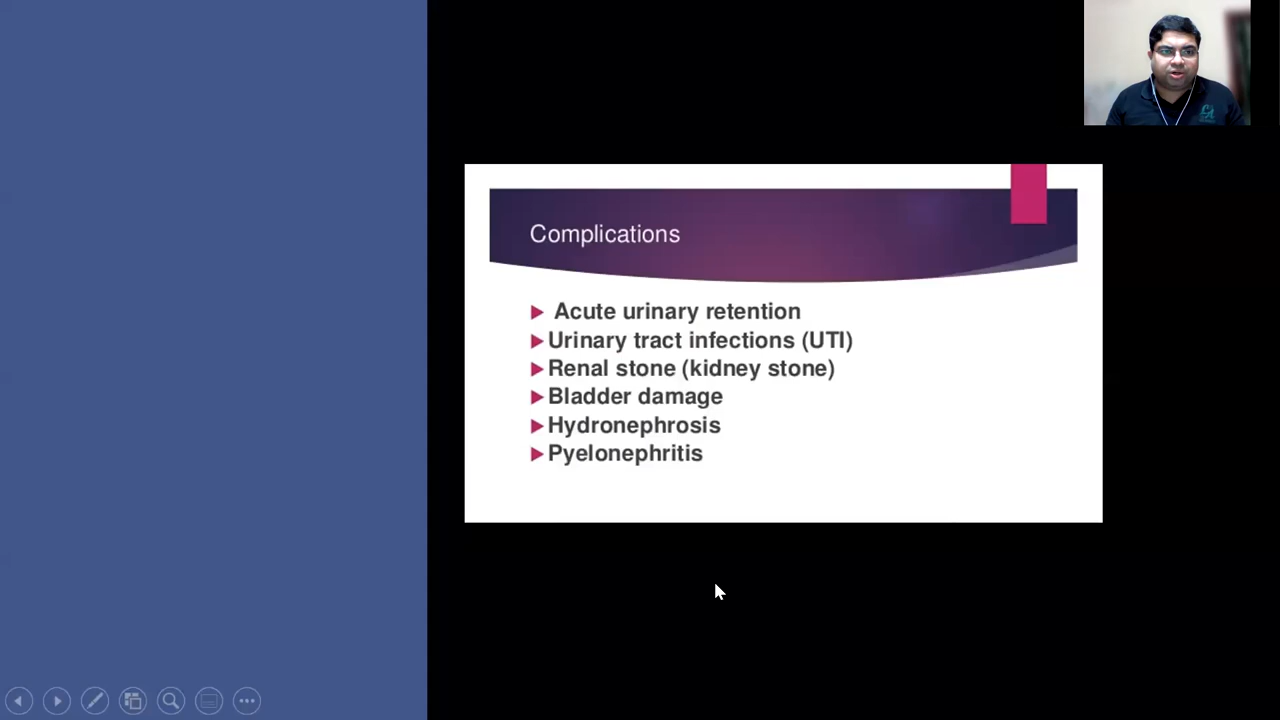 Complications
Acute urinary retention
Urinary tract infections (UTI)
Renal stone (kidney stone)
Bladder damage
Hydronephrosis
Pyelonephritis